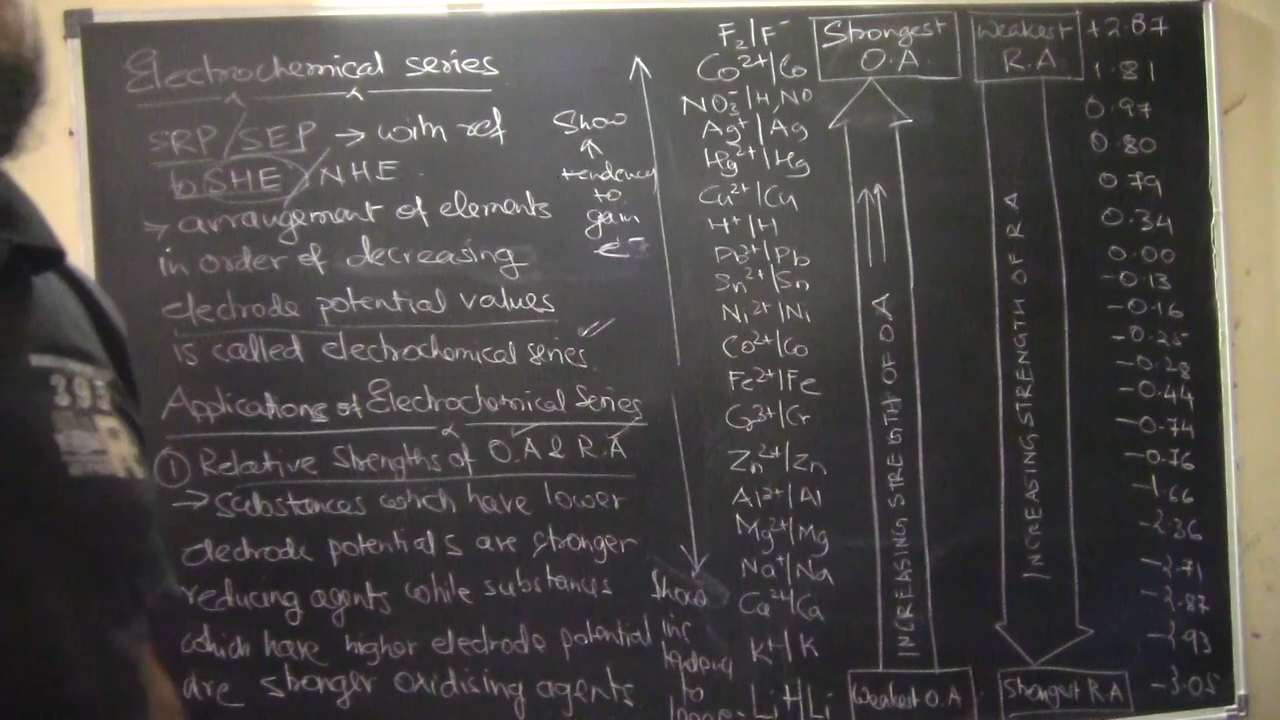 Electrochemical series
SRP/SEP → with ref
to SHE/NHE.
→ arrangement of elements
in order of decreasing
electrode potential values
is called electrochemical series.
Applications of Electrochemical Series
① Relative Strengths of O.A & R.A
→ substances which have lower
electrode potentials are stronger
reducing agents while substances
which have higher electrode potential
are stronger oxidising agents
Show
tendency
to
gain
e⁻
Show
inc
tendency
to
F₂/F⁻
Co²⁺/Co
NO₃⁻/H,NO
Ag⁺/Ag
Hg²⁺/Hg
Cu²⁺/Cu
H⁺/H
Pb²⁺/Pb
Sn²⁺/Sn
Ni²⁺/Ni
Co²⁺/Co
Fe²⁺/Fe
Cr³⁺/Cr
Zn²⁺/Zn
Al³⁺/Al
Mg²⁺/Mg
Na⁺/Na
Ca²⁺/Ca
K⁺/K
Li⁺/Li
Strongest
O.A
INCREASING STRENGTH OF O.A
Weakest O.A
Weakest
R.A
INCREASING STRENGTH OF R.A
Strongest R.A
+2.87
1.81
0.97
0.80
0.79
0.34
0.00
-0.13
-0.16
-0.25
-0.28
-0.44
-0.74
-0.76
-1.66
-2.36
-2.71
-2.87
-2.93
-3.05
393